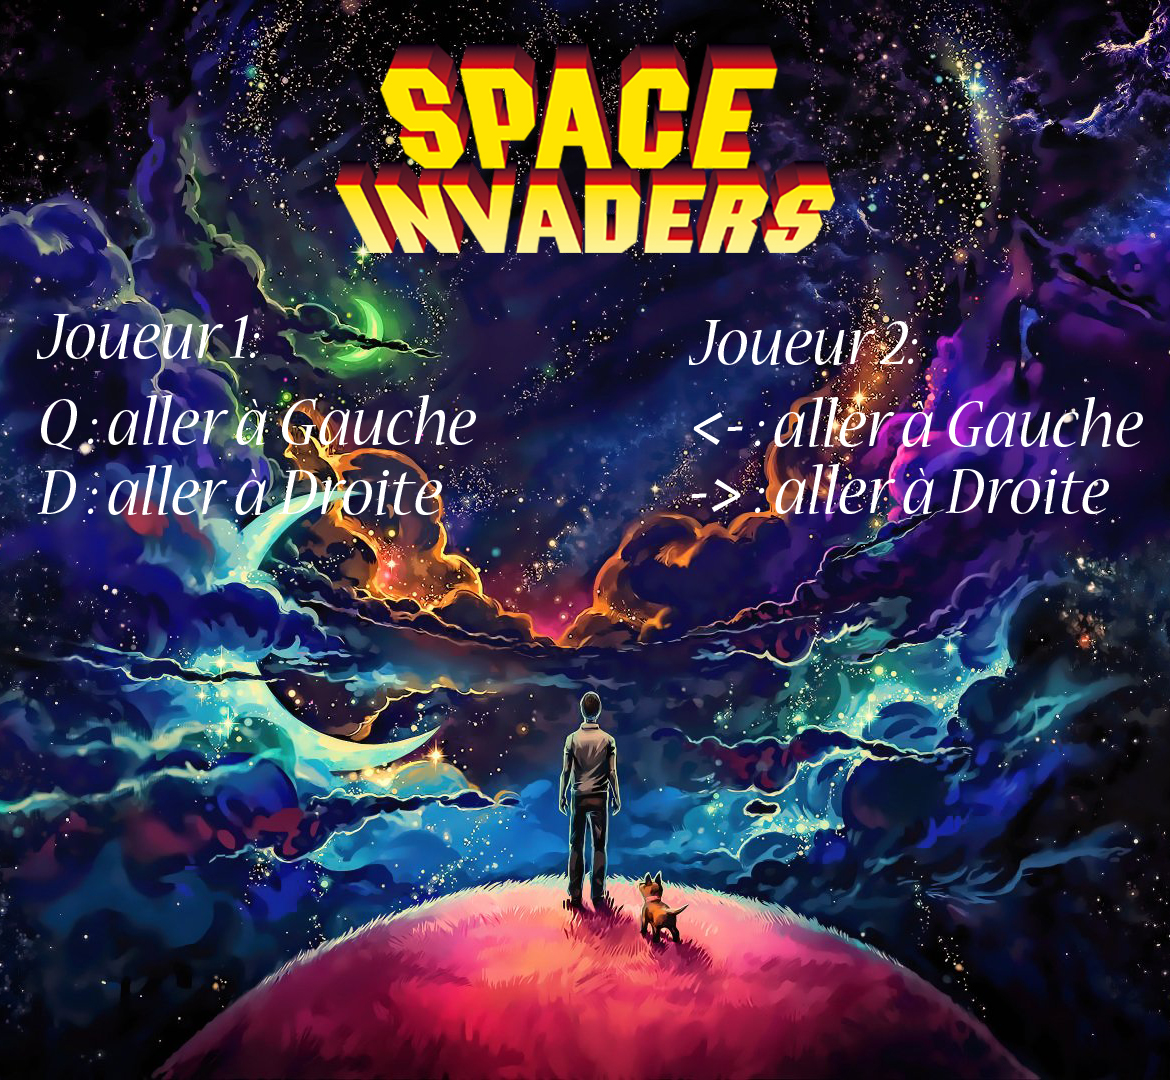 SPACE
INVADERS
Joueur 1:
Q : aller à Gauche
D : aller à Droite
Joueur 2:
<- : aller à Gauche
-> : aller à Droite